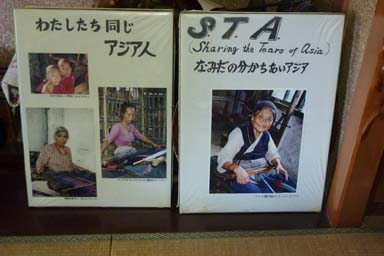 わたしたち 同じ
アジア人
S.T.A.
(Sharing the Tears of Asia)
なみだの分かちあいアジア